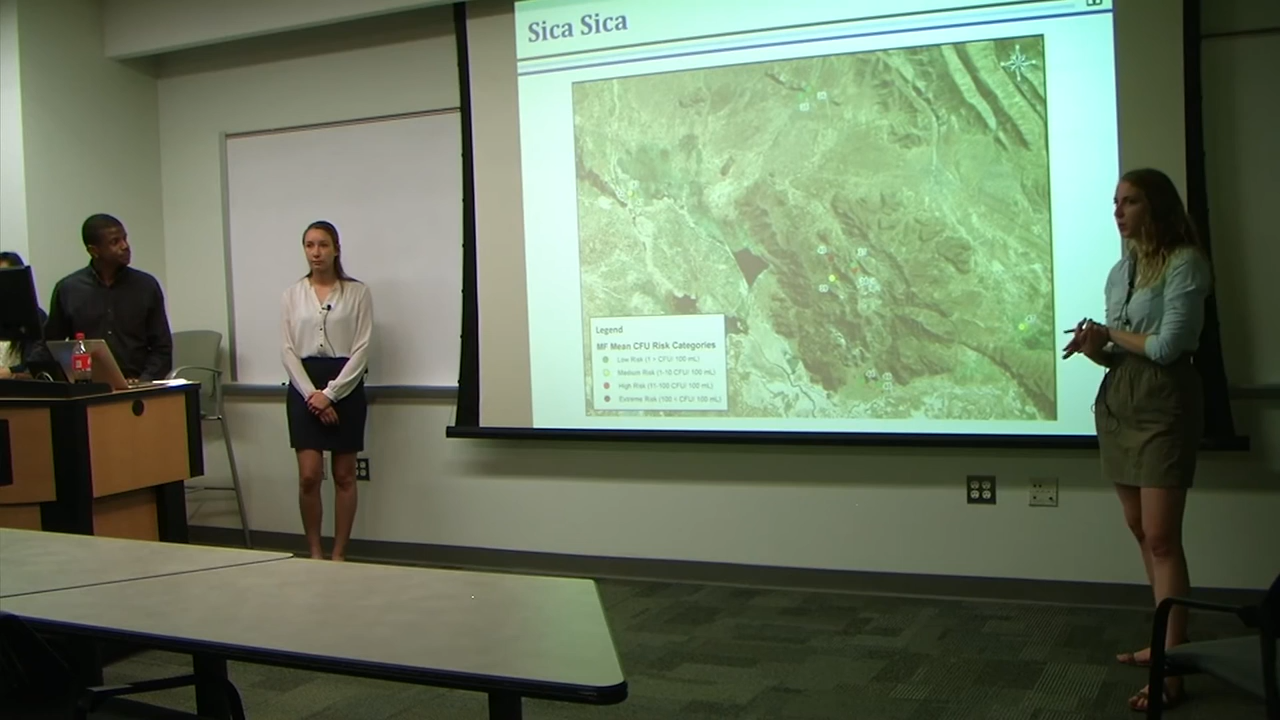 Sica Sica
Legend
MF Mean CFU Risk Categories
Low Risk (1 > CFU/ 100 mL)
Medium Risk (1-10 CFU/ 100 mL)
High Risk (11-100 CFU/ 100 mL)
Extreme Risk (100 < CFU/ 100 mL)